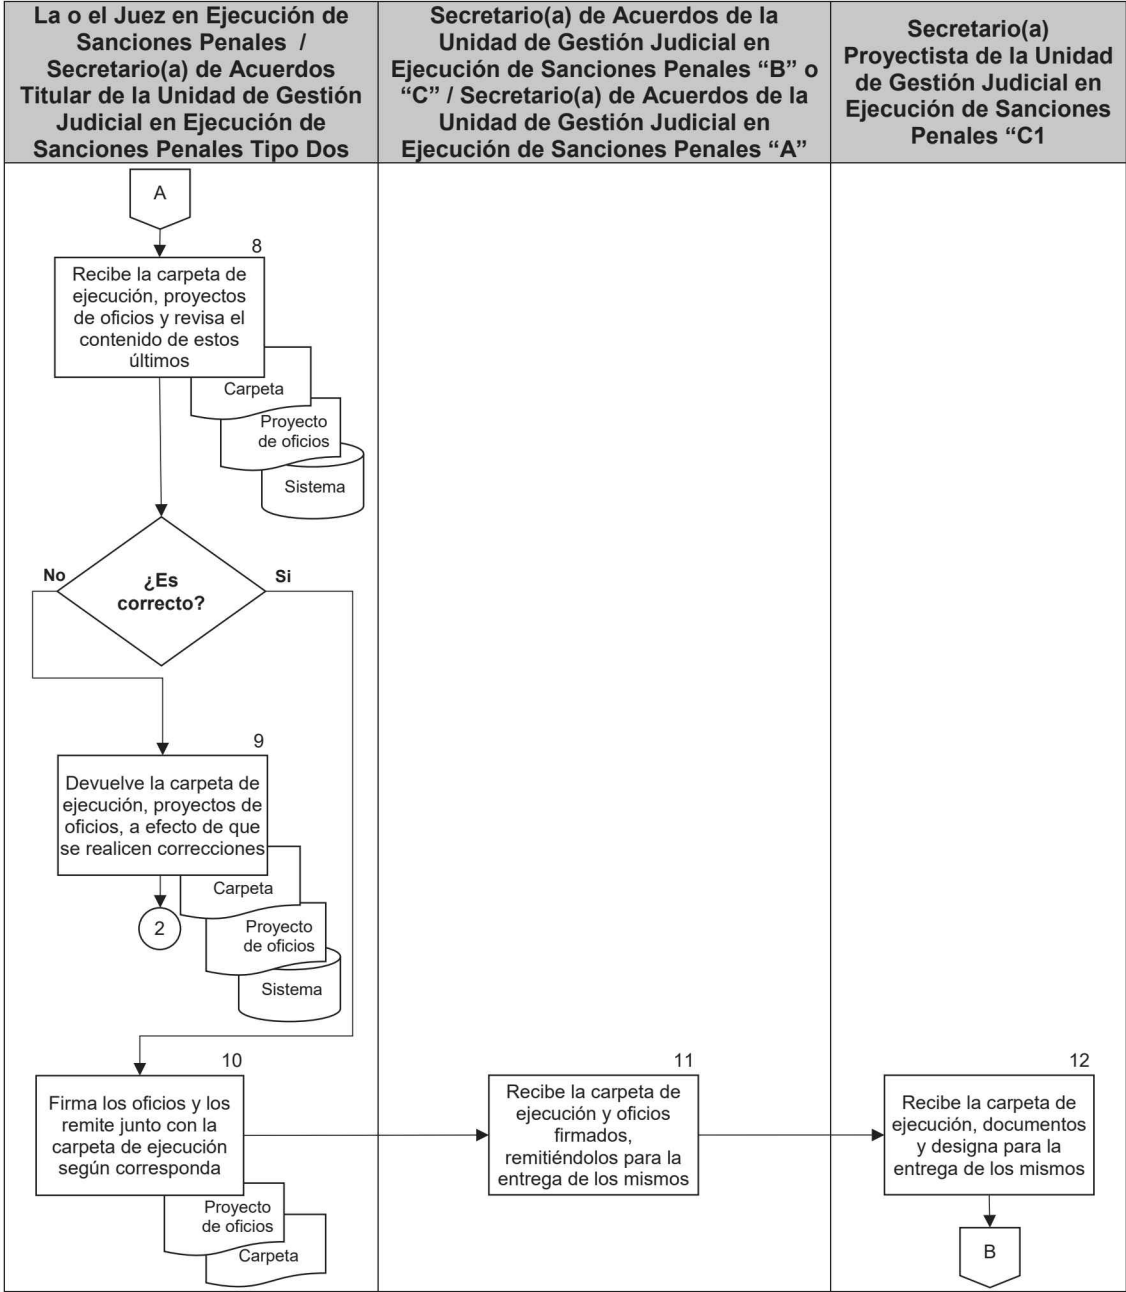 La o el Juez en Ejecución de
Sanciones Penales /
Secretario(a) de Acuerdos
Titular de la Unidad de Gestión
Judicial en Ejecución de
Sanciones Penales Tipo Dos
Secretario(a) de Acuerdos de la
Unidad de Gestión Judicial en
Ejecución de Sanciones Penales “B” o
“C” / Secretario(a) de Acuerdos de la
Unidad de Gestión Judicial en
Ejecución de Sanciones Penales “A”
Secretario(a)
Proyectista de la Unidad
de Gestión Judicial en
Ejecución de Sanciones
Penales “C1
A
8
Recibe la carpeta de
ejecución, proyectos
de oficios y revisa el
contenido de estos
últimos
Carpeta
Proyecto
de oficios
Sistema
No
¿Es
correcto?
Si
9
Devuelve la carpeta de
ejecución, proyectos de
oficios, a efecto de que
se realicen correcciones
Carpeta
2
Proyecto
de oficios
Sistema
10
Firma los oficios y los
remite junto con la
carpeta de ejecución
según corresponda
Proyecto
de oficios
Carpeta
11
Recibe la carpeta de
ejecución y oficios
firmados,
remitiéndolos para la
entrega de los mismos
12
Recibe la carpeta de
ejecución, documentos
y designa para la
entrega de los mismos
B